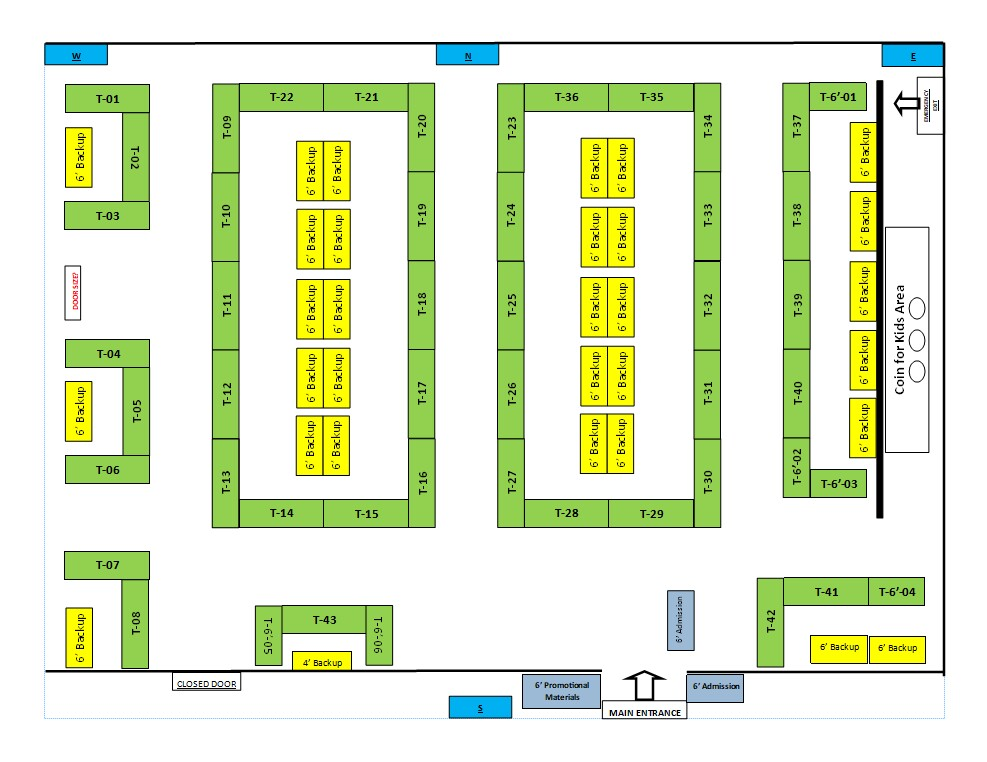 W
N
E
T-01
T-02
T-03
6' Backup
DOOR SIZE?
T-04
T-05
T-06
6' Backup
T-07
T-08
6' Backup
T-09
T-10
T-11
T-12
T-13
T-22
T-21
T-20
T-19
T-18
T-17
T-16
T-14
T-15
6' Backup
6' Backup
6' Backup
6' Backup
6' Backup
6' Backup
6' Backup
6' Backup
6' Backup
6' Backup
T-23
T-24
T-25
T-26
T-27
T-36
T-35
T-34
T-33
T-32
T-31
T-30
T-28
T-29
6' Backup
6' Backup
6' Backup
6' Backup
6' Backup
6' Backup
6' Backup
6' Backup
6' Backup
6' Backup
T-37
T-38
T-39
T-40
T-6'-02
T-6'-01
T-6'-03
6' Backup
6' Backup
6' Backup
6' Backup
6' Backup
EMERGENCY
EXIT
Coin for Kids Area
T-6'-05
T-43
T-6'-06
4' Backup
6' Admission
T-42
T-41
T-6'-04
6' Backup
6' Backup
CLOSED DOOR
S
6' Promotional
Materials
MAIN ENTRANCE
6' Admission